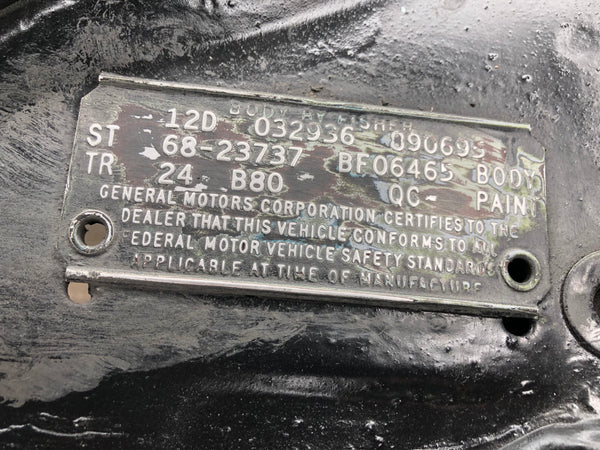 BODY BY FISHER
12D 032936 090695
ST 68-23737 BF06465 BODY
TR 24 B80 QC- PAINT
GENERAL MOTORS CORPORATION CERTIFIES TO THE
DEALER THAT THIS VEHICLE CONFORMS TO ALL
FEDERAL MOTOR VEHICLE SAFETY STANDARDS
APPLICABLE AT TIME OF MANUFACTURE